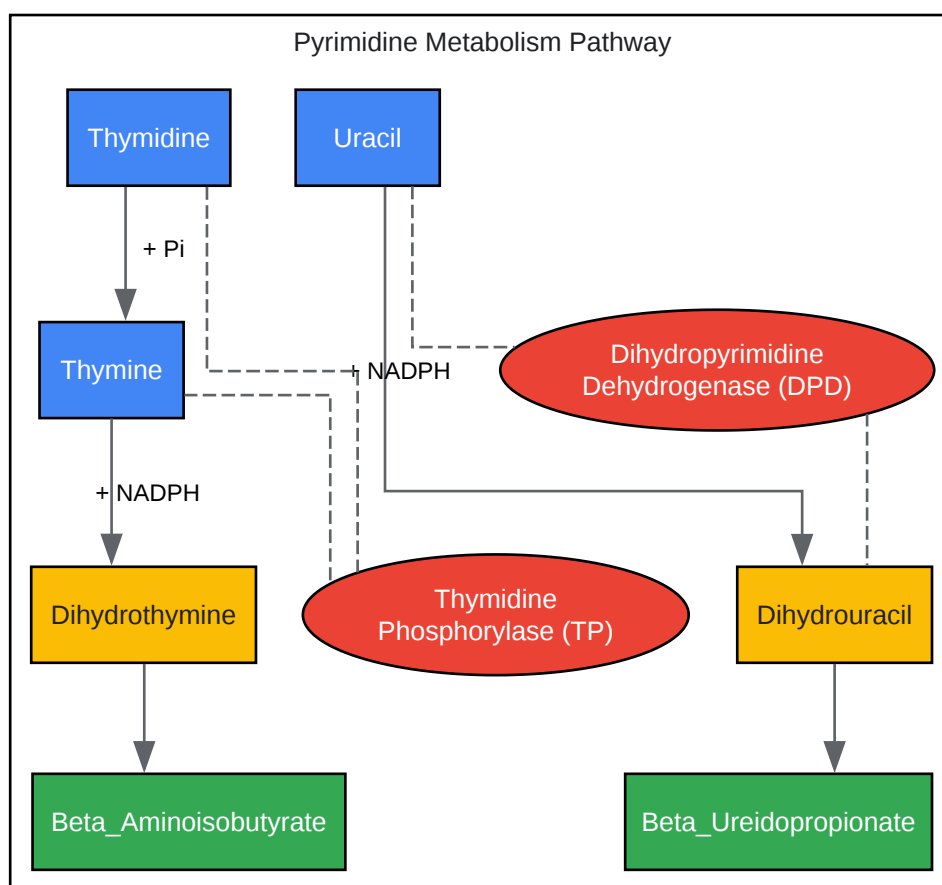 Pyrimidine Metabolism Pathway
Thymidine
Uracil
+ Pi
Thymine
+ NADPH
Dihydropyrimidine
Dehydrogenase (DPD)
+ NADPH
Dihydrothymine
Thymidine
Phosphorylase (TP)
Dihydrouracil
Beta_Aminoisobutyrate
Beta_Ureidopropionate